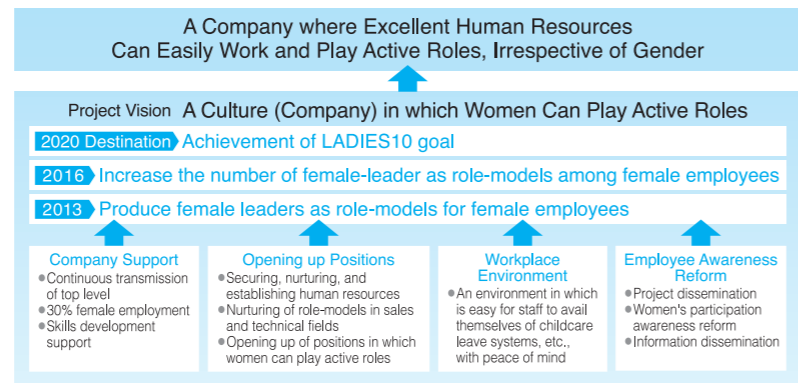 A Company where Excellent Human Resources
Can Easily Work and Play Active Roles, Irrespective of Gender
Project Vision A Culture (Company) in which Women Can Play Active Roles
2020 Destination Achievement of LADIES10 goal
2016 Increase the number of female-leader as role-models among female employees
2013 Produce female leaders as role-models for female employees
Company Support
●Continuous transmission
of top level
●30% female employment
●Skills development
support
Opening up Positions
●Securing, nurturing, and
establishing human resources
●Nurturing of role-models in sales
and technical fields
●Opening up of positions in which
women can play active roles
Workplace
Environment
●An environment in which
is easy for staff to avail
themselves of childcare
leave systems, etc.,
with peace of mind
Employee Awareness
Reform
●Project dissemination
●Women's participation
awareness reform
●Information dissemination